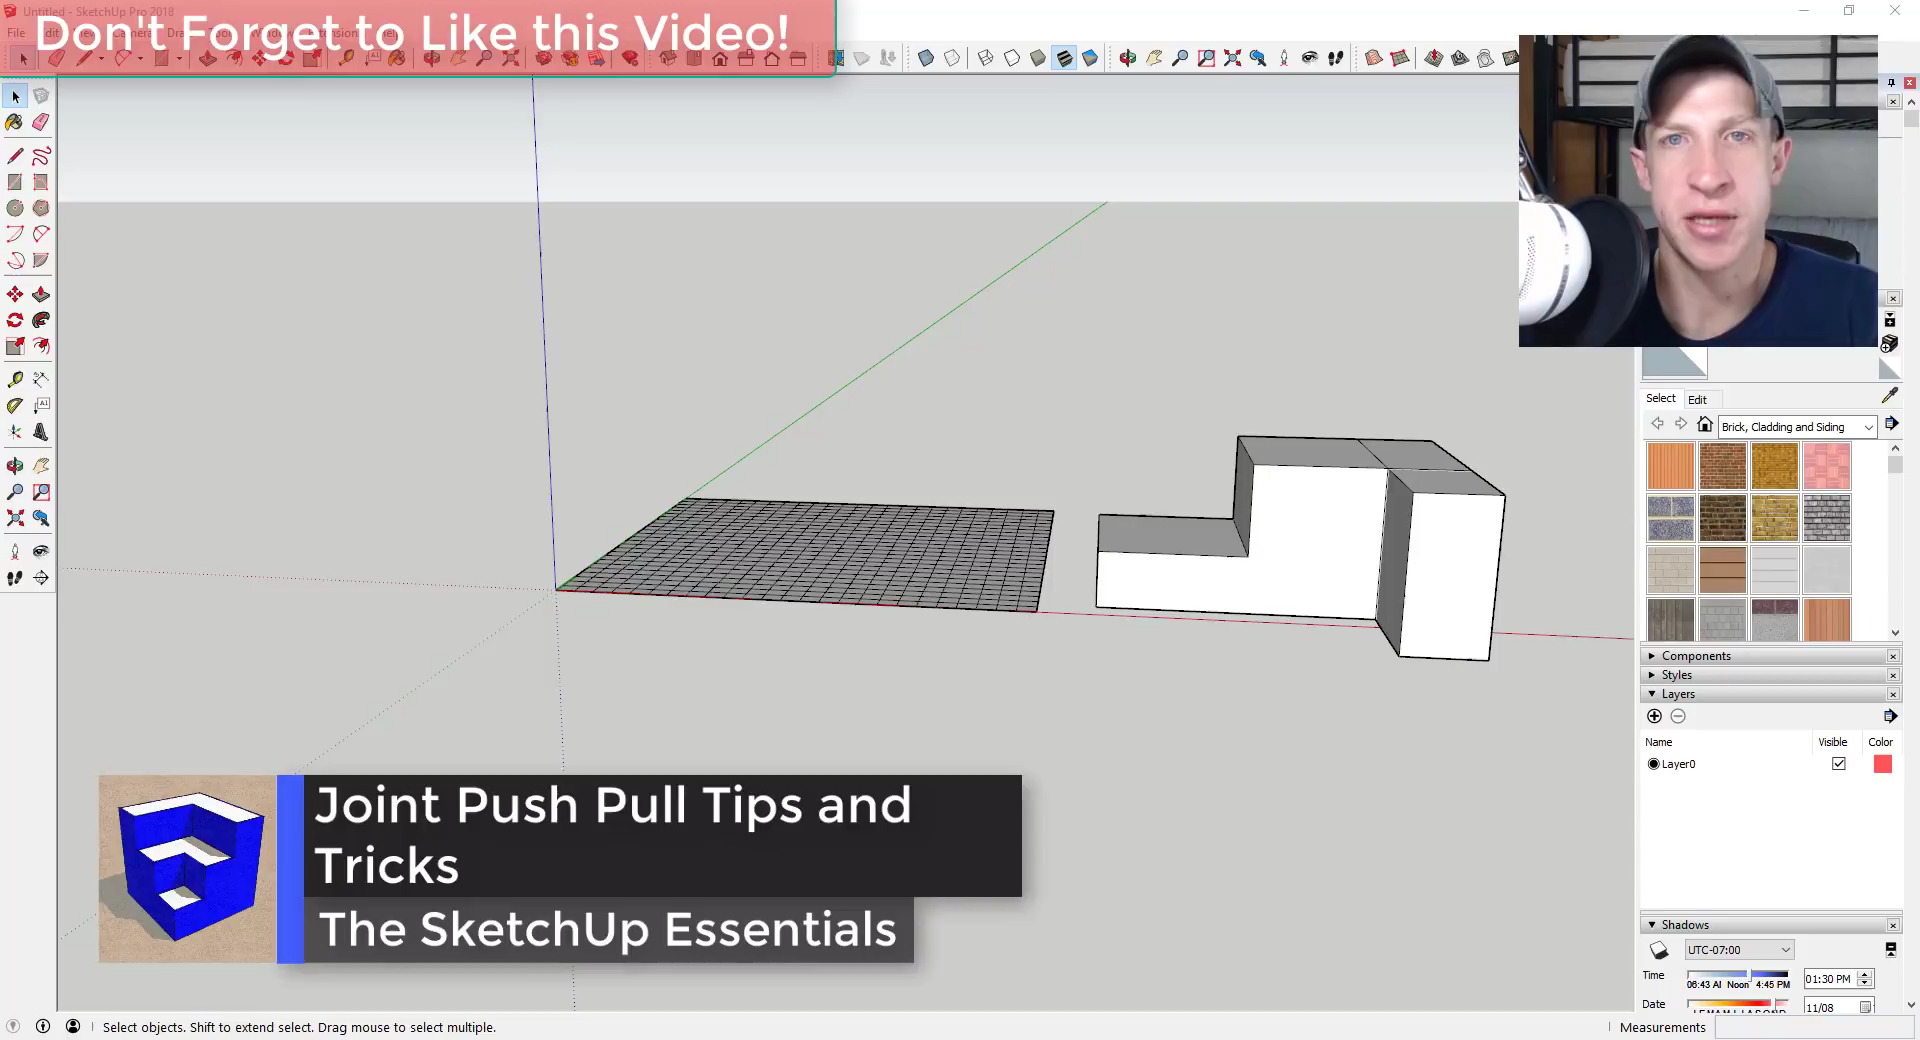 Untitled - SketchUp Pro 2018
Don't Forget to Like this Video!
File
Select
Edit
Brick, Cladding and Siding
Components
Styles
Layers
Name Visible Color
Layer0
Shadows
UTC-07:00
Time
06:43 AM Noon 4:45 PM
01:30 PM
Date
J F M A M J J A S O N D
11/08
Joint Push Pull Tips and
Tricks
The SketchUp Essentials
Select objects. Shift to extend select. Drag mouse to select multiple.
Measurements